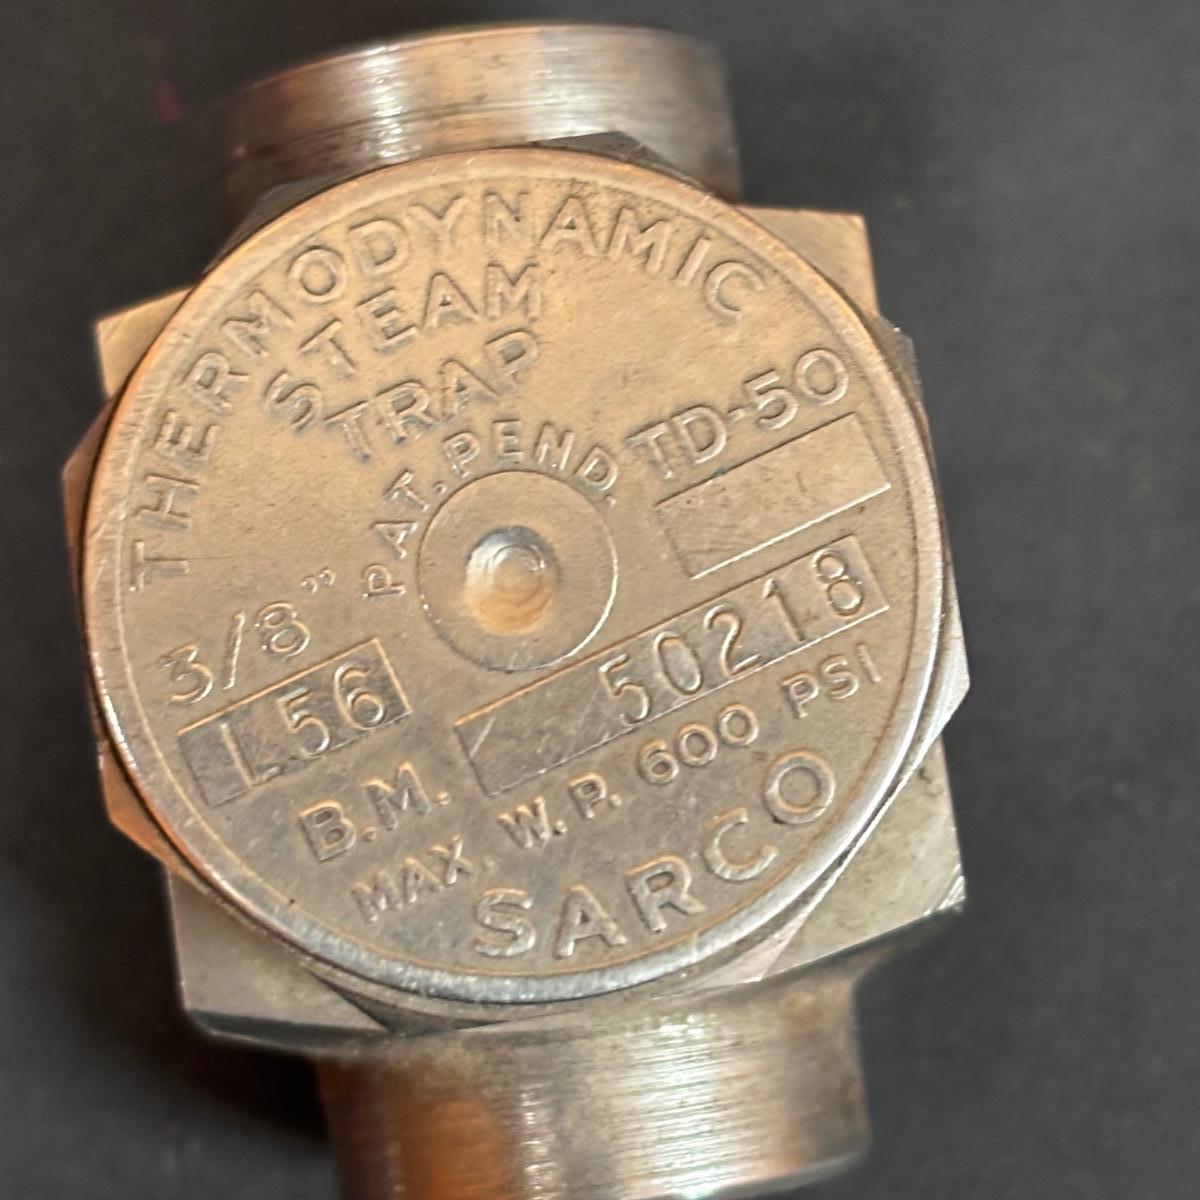 THERMODYNAMIC
STEAM
TRAP
PAT. PEND.
TD-50
3/8"
L56
50218
B.M.
MAX. W.P. 600 PSI
SARCO